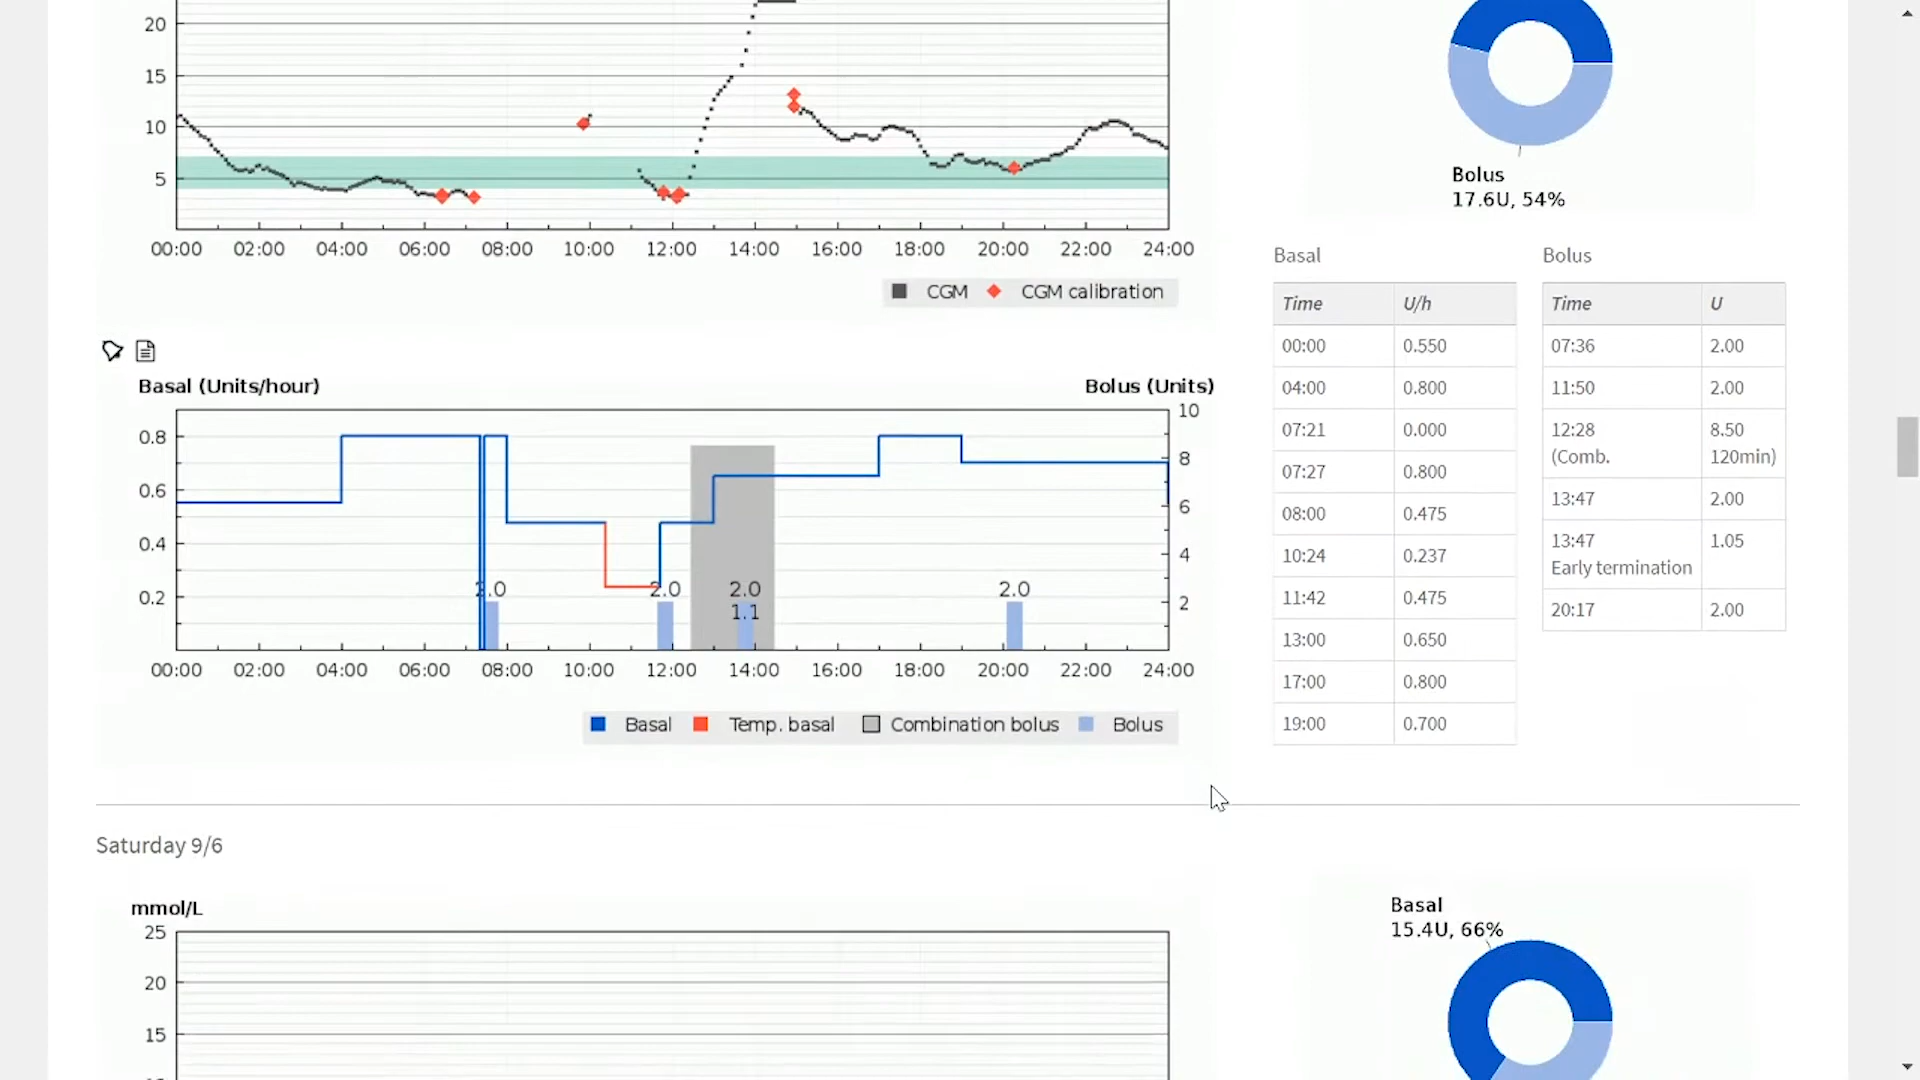 20
15
10
5
00:00 02:00 04:00 06:00 08:00 10:00 12:00 14:00 16:00 18:00 20:00 22:00 24:00
CGM CGM calibration
Bolus
17.6U, 54%
Basal (Units/hour)
Bolus (Units)
0.8
0.6
0.4
0.2
10
8
6
4
2
2.0
2.0
2.0
1.1
2.0
00:00 02:00 04:00 06:00 08:00 10:00 12:00 14:00 16:00 18:00 20:00 22:00 24:00
Basal Temp. basal Combination bolus Bolus
Basal
Time U/h
00:00 0.550
04:00 0.800
07:21 0.000
07:27 0.800
08:00 0.475
10:24 0.237
11:42 0.475
13:00 0.650
17:00 0.800
19:00 0.700
Bolus
Time U
07:36 2.00
11:50 2.00
12:28 8.50
(Comb. 120min)
13:47 2.00
13:47 1.05
Early termination
20:17 2.00
Saturday 9/6
mmol/L
25
20
15
Basal
15.4U, 66%